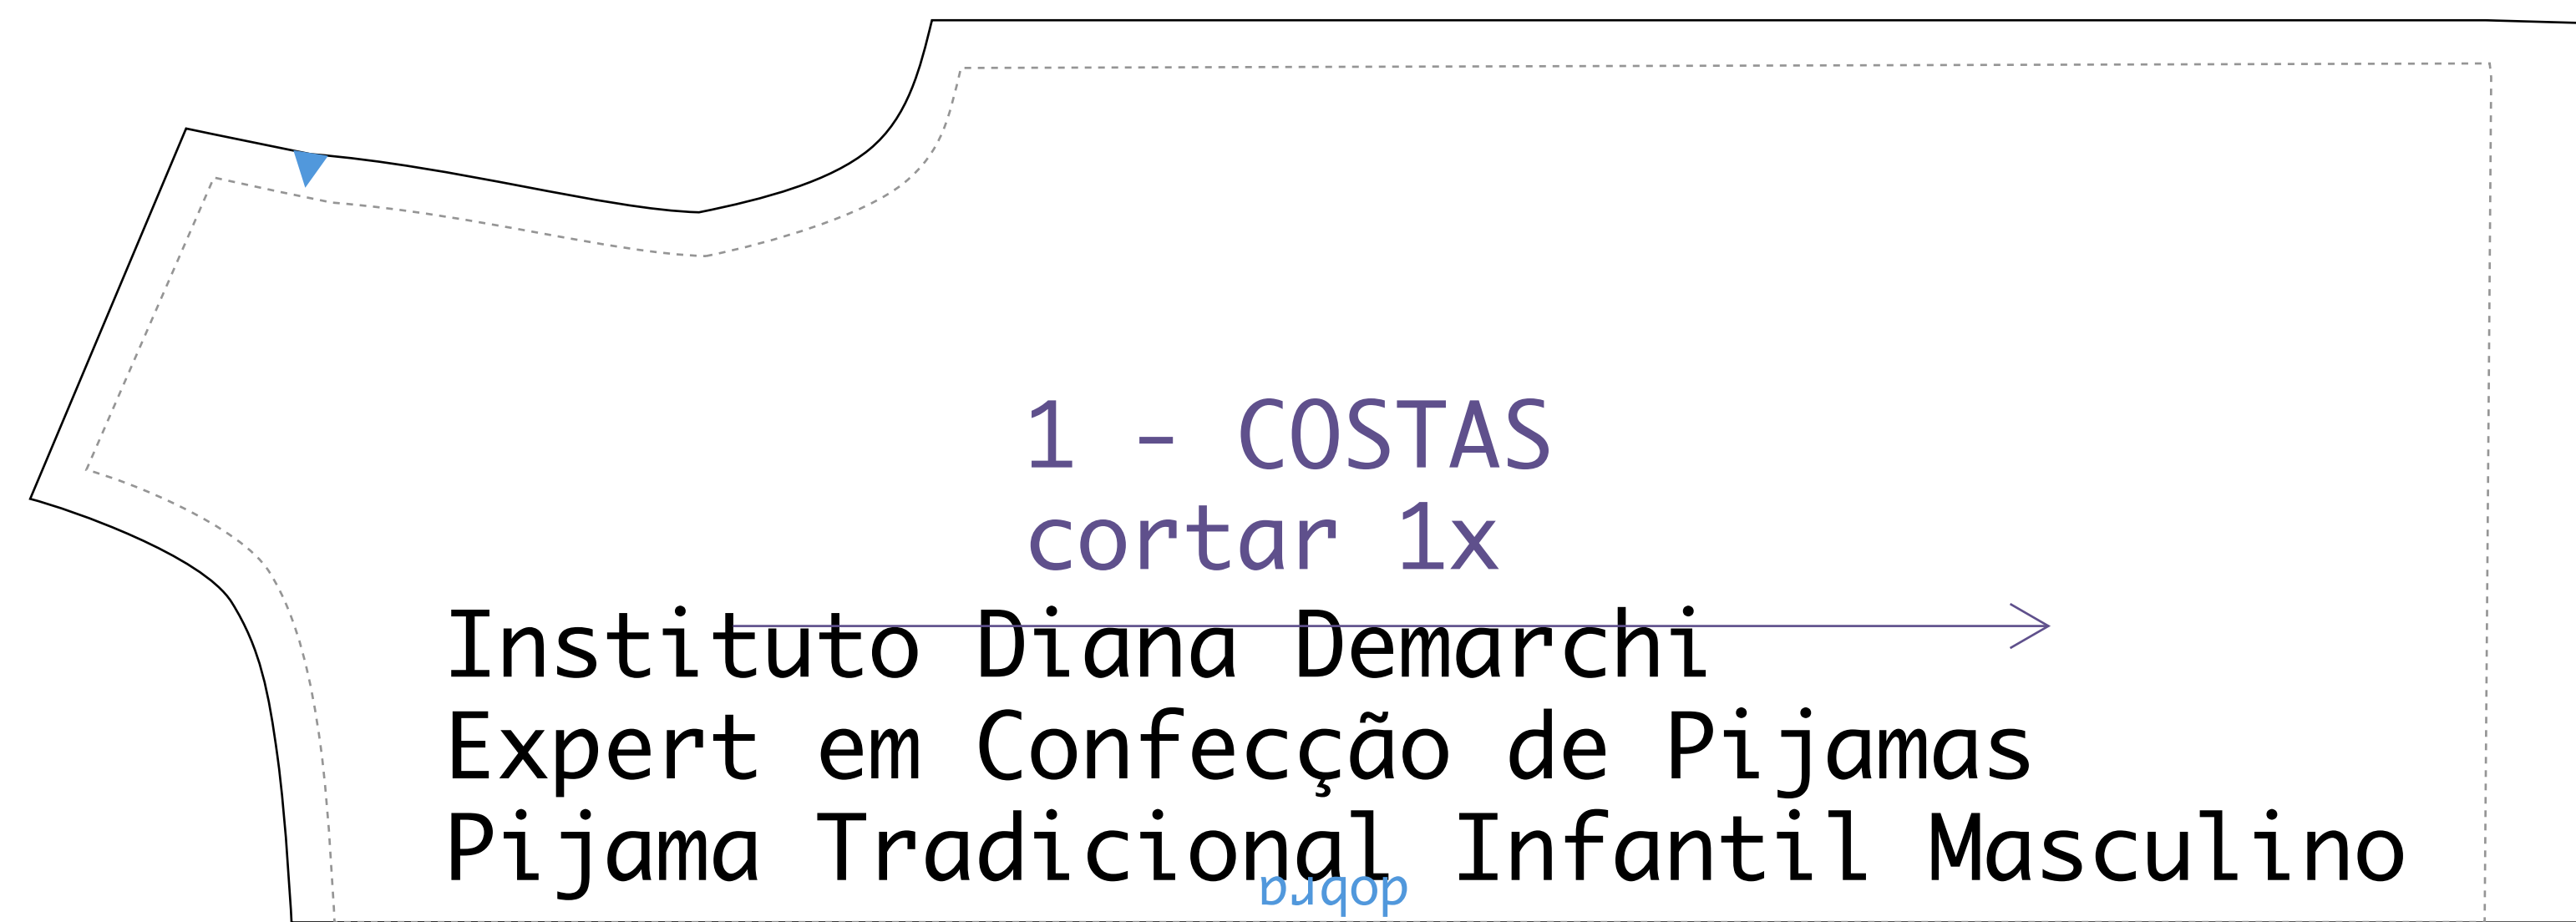 1 - COSTAS
cortar 1x
Instituto Diana Demarchi
Expert em Confecção de Pijamas
Pijama Tradicional Infantil Masculino
dobra